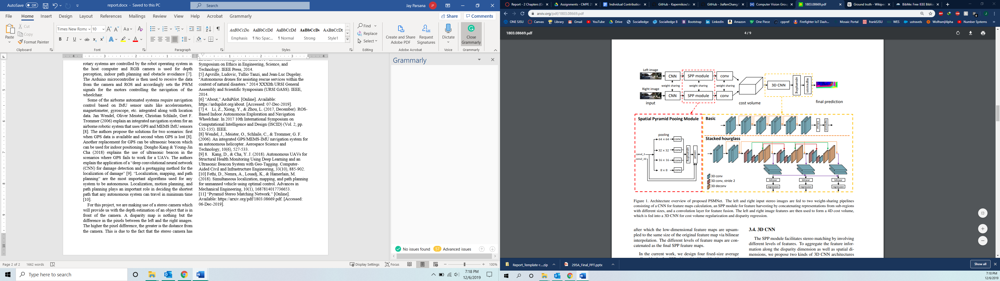 AutoSave Off
report.docx - Saved to this PC
Search
Jay Parsana JP
File Home Insert Design Layout References Mailings Review View Help Acrobat Grammarly
Share Comments
Paste
Cut
Copy
Format Painter
Clipboard
Times New Roma 10
Font
Paragraph
AaBbCcDc AaBbCcDd AaBbCcDd AaBbCcDc AABBCCDI
Emphasis ¶ No Spac... ¶ Normal Strong Style1
Styles
Find
Replace
Select
Editing
Create and Share Adobe PDF
Request Signatures
Adobe Acrobat
Dictate
Voice
Close Grammarly
Grammarly
rotary systems are controlled by the robot operating system in
the host computer and RGB camera is used for depth
perception, indoor path planning and obstacle avoidance [7].
The Arduino microcontroller is then used to receive the data
from the camera and ROS and accordingly sets the PWM
signals for the motors controlling the navigation of the
wheelchair.
Some of the airborne automated systems require navigation
control based on IMU sensor units like accelerometers,
magnetometer, gyroscope, etc. integrated along with location
data. Jan Wendel, Oliver Meister, Christian Schlaile, Gert F.
Trommer (2006) explain an integrated navigation system for an
airborne robotic system that uses GPS and MEMS IMU sensors
[8]. The authors propose the solutions for two scenarios: first
when GPS data is available and second when GPS is lost [8].
Another replacement for GPS can be ultrasonic beacon which
can be used for indoor positioning. Dongho Kang & Young-Jin
Cha (2018) explains the use of ultrasonic beacon in the
scenarios where GPS fails to work for a UAVs. The authors
explain the application of a “deep convolutional neural network
(CNN) for damage detection and a geotagging method for the
localization of damage” [9]. “Localization, mapping, and path
planning” are the most important algorithms used for any
system to be autonomous. Localization, motion planning, and
path planning plays an important role in deciding the shortest
path that any autonomous system can travel in minimum time
[10].
For this project, we are making use of a stereo camera which
will provide us with the depth estimation of an object that is in
front of the camera. A disparity map is nothing but the
difference in the pixels between the left and the right images.
The higher the pixel difference, the greater is the distance from
the camera. This is due to the fact that the stereo camera has
Symposium on Ethics in Engineering, Science, and
Technology. IEEE Press, 2014.
[5] Apvrille, Ludovic, Tullio Tanzi, and Jean-Luc Dugelay.
"Autonomous drones for assisting rescue services within the
context of natural disasters." 2014 XXXIth URSI General
Assembly and Scientific Symposium (URSI GASS). IEEE,
2014.
[6] “About,” ArduPilot. [Online]. Available:
https://ardupilot.org/about. [Accessed: 07-Dec-2019].
[7] 4. Li, Z., Xiong, Y., & Zhou, L. (2017, December). ROS-
Based Indoor Autonomous Exploration and Navigation
Wheelchair. In 2017 10th International Symposium on
Computational Intelligence and Design (ISCID) (Vol. 2, pp.
132-135). IEEE.
[8] Wendel, J., Meister, O., Schlaile, C., & Trommer, G. F.
(2006). An integrated GPS/MEMS-IMU navigation system for
an autonomous helicopter. Aerospace Science and
Technology, 10(6), 527-533.
[9] 8. Kang, D., & Cha, Y. J. (2018). Autonomous UAVs for
Structural Health Monitoring Using Deep Learning and an
Ultrasonic Beacon System with Geo-Tagging. Computer-
Aided Civil and Infrastructure Engineering, 33(10), 885-902.
[10] Fethi, D., Nemra, A., Louadj, K., & Hamerlain, M.
(2018). Simultaneous localization, mapping, and path planning
for unmanned vehicle using optimal control. Advances in
Mechanical Engineering, 10(1), 1687814017736653.
[11] “Pyramid Stereo Matching Network.” [Online].
Available: https://arxiv.org/pdf/1803.08669.pdf. [Accessed:
06-Dec-2019].
Grammarly
No issues found 57 Advanced issues
Page 2 of 2 1662 words
Display Settings Focus 100%
Type here to search
7:18 PM
12/6/2019
Report - 2 Chapters (Gr
Assignments - CMPE 29
Individual Contribution
GitHub - Kapernikov/ze
GitHub - JiaRenChang/
Computer Vision Group
1803.08669.pdf
Ground truth - Wikiped
BibMe: Free IEEE Biblio
arxiv.org/pdf/1803.08669.pdf
ONE SJSU Canvas Library Gmail YouTube Drive Socialledge Socialledge B Bootstrap LinkedIn Amazon One Piece cppref Firefighter IoT Dash... Mosaic Portal frankSJSU WES ustravels Wolfram|Alpha Number Systems
1803.08669.pdf
4 / 9
Left image
CNN SPP module conv
weight sharing weight sharing weight sharing
Right image
CNN SPP module conv
input
cost volume
3D CNN
upsampling
regression
final prediction
Spatial Pyramid Pooing Module
pooling
64 × 64 conv
32 × 32 conv
16 × 16 conv
8 × 8 conv
conv4_3
conv2_16
upsampling
concat
Basic
bilinear
regression
Stacked hourglass
3D conv
3D conv, stride 2
3D deconv
bilinear bilinear bilinear
regression regression regression
Figure 1. Architecture overview of proposed PSMNet. The left and right input stereo images are fed to two weight-sharing pipelines
consisting of a CNN for feature maps calculation, an SPP module for feature harvesting by concatenating representations from sub-regions
with different sizes, and a convolution layer for feature fusion. The left and right image features are then used to form a 4D cost volume,
which is fed into a 3D CNN for cost volume regularization and disparity regression.
after which the low-dimensional feature maps are upsam-
pled to the same size of the original feature map via bilinear
interpolation. The different levels of feature maps are con-
catenated as the final SPP feature maps.
In the current work, we design four fixed-size average
3.4. 3D CNN
The SPP module facilitates stereo matching by involving
different levels of features. To aggregate the feature infor-
mation along the disparity dimension as well as spatial di-
mensions, we propose two kinds of 3D CNN architectures
Report_Template-r....zip
295A_Final_PPT.pptx
Show all
7:18 PM
12/6/2019